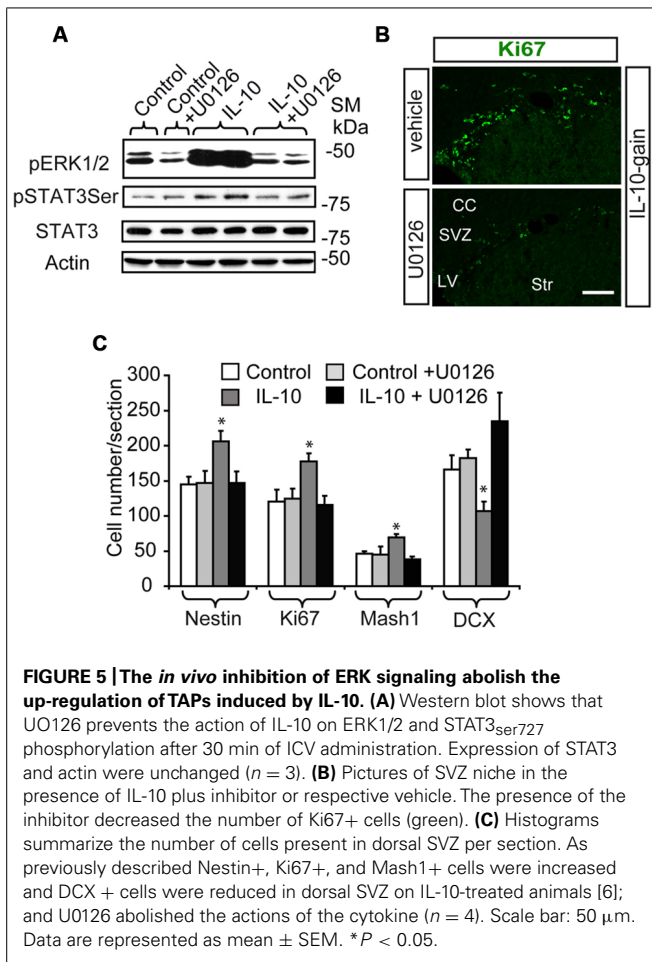 A
Control
Control
+U0126
IL-10
IL-10
+U0126
SM
kDa
pERK1/2
-50
pSTAT3Ser
-75
STAT3
-75
Actin
-50
B
Ki67
vehicle
U0126
IL-10-gain
CC
SVZ
LV
Str
C
Cell number/section
300
250
200
150
100
50
0
Control
Control +U0126
IL-10
IL-10 + U0126
*
*
*
*
Nestin
Ki67
Mash1
DCX
FIGURE 5 | The in vivo inhibition of ERK signaling abolish the
up-regulation of TAPs induced by IL-10. (A) Western blot shows that
UO126 prevents the action of IL-10 on ERK1/2 and STAT3Ser727
phosphorylation after 30 min of ICV administration. Expression of STAT3
and actin were unchanged (n = 3). (B) Pictures of SVZ niche in the
presence of IL-10 plus inhibitor or respective vehicle. The presence of the
inhibitor decreased the number of Ki67+ cells (green). (C) Histograms
summarize the number of cells present in dorsal SVZ per section. As
previously described Nestin+, Ki67+, and Mash1+ cells were increased
and DCX + cells were reduced in dorsal SVZ on IL-10-treated animals [6];
and U0126 abolished the actions of the cytokine (n = 4). Scale bar: 50 μm.
Data are represented as mean ± SEM. *P < 0.05.